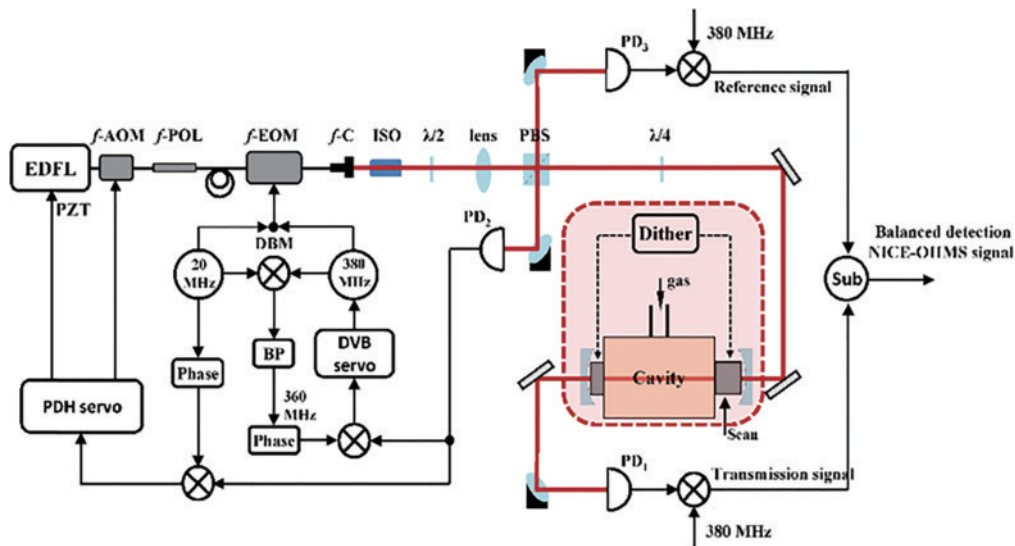 380 MHz
PD3
Reference signal
f-AOM
f-POL
f-EOM
f-C
ISO
λ/2
lens
PBS
λ/4
EDFL
PZT
PD2
DBM
20
MHz
380
MHz
Dither
gas
Balanced detection
NICE-OHMS signal
Sub
BP
DVB
servo
Phase
Cavity
PDH servo
360
MHz
Phase
Scan
PD1
Transmission signal
380 MHz